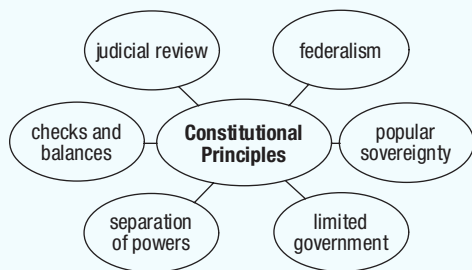 judicial review
federalism
checks and
balances
Constitutional
Principles
popular
sovereignty
separation
of powers
limited
government